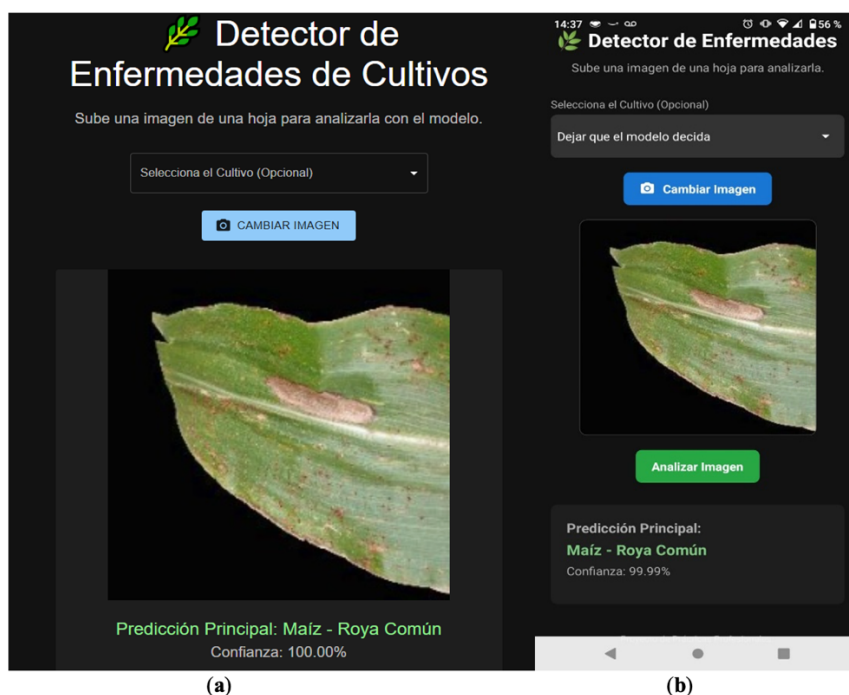 Detector de
Enfermedades de Cultivos
Sube una imagen de una hoja para analizarla con el modelo.
Selecciona el Cultivo (Opcional)
CAMBIAR IMAGEN
Predicción Principal: Maíz - Roya Común
Confianza: 100.00%
(a)
14:37
56 %
Detector de Enfermedades
Sube una imagen de una hoja para analizarla.
Selecciona el Cultivo (Opcional)
Dejar que el modelo decida
Cambiar Imagen
Analizar Imagen
Predicción Principal:
Maíz - Roya Común
Confianza: 99.99%
(b)